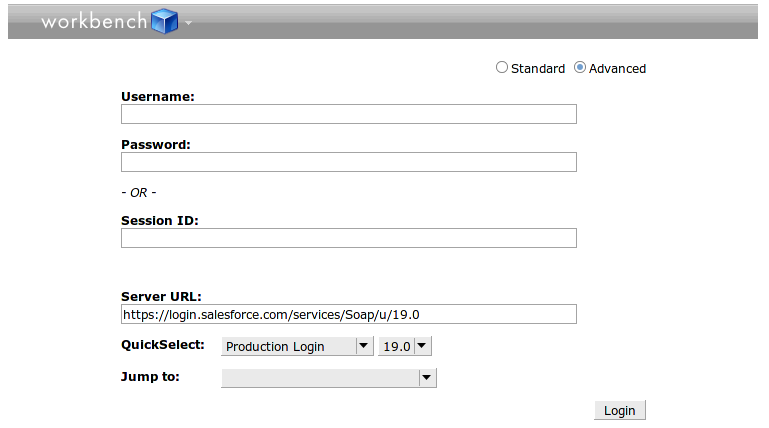 workbench
Standard Advanced
Username:
Password:
- OR -
Session ID:
Server URL:
https://login.salesforce.com/services/Soap/u/19.0
QuickSelect: Production Login 19.0
Jump to:
Login